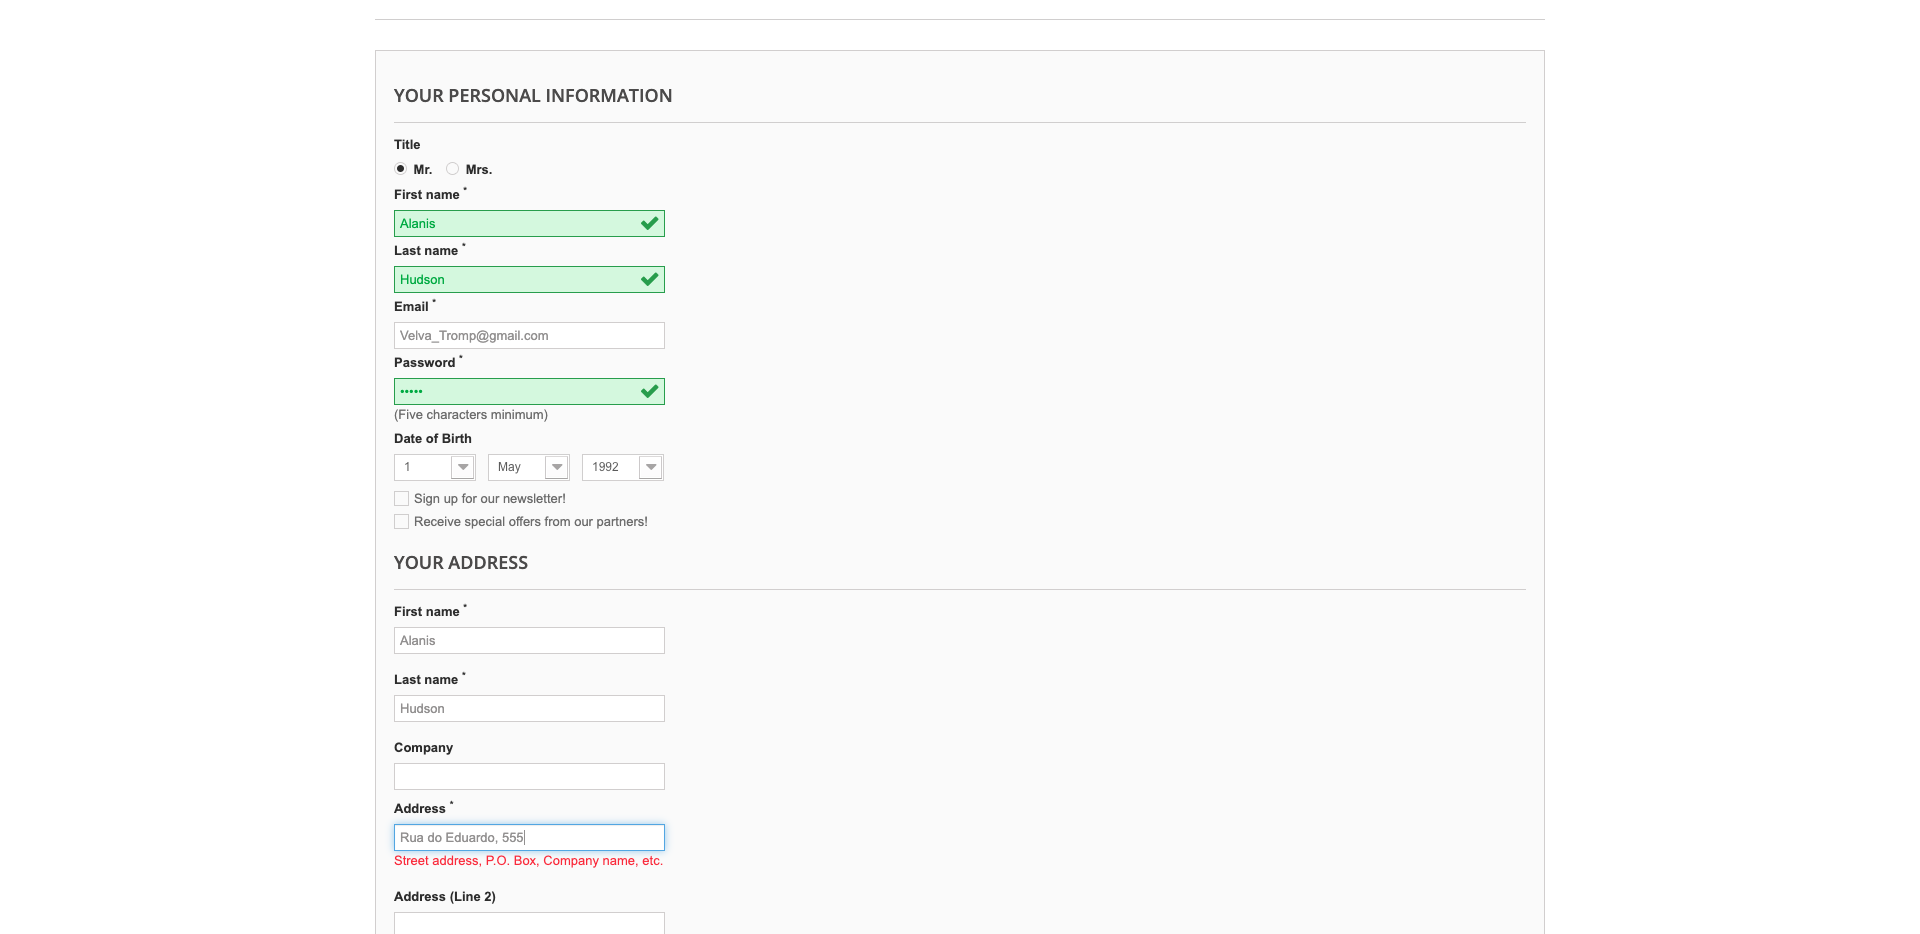 YOUR PERSONAL INFORMATION
Title
Mr. Mrs.
First name *
Alanis
Last name *
Hudson
Email *
Velva_Tromp@gmail.com
Password *
•••••
(Five characters minimum)
Date of Birth
1 May 1992
Sign up for our newsletter!
Receive special offers from our partners!
YOUR ADDRESS
First name *
Alanis
Last name *
Hudson
Company
Address *
Rua do Eduardo, 555
Street address, P.O. Box, Company name, etc.
Address (Line 2)